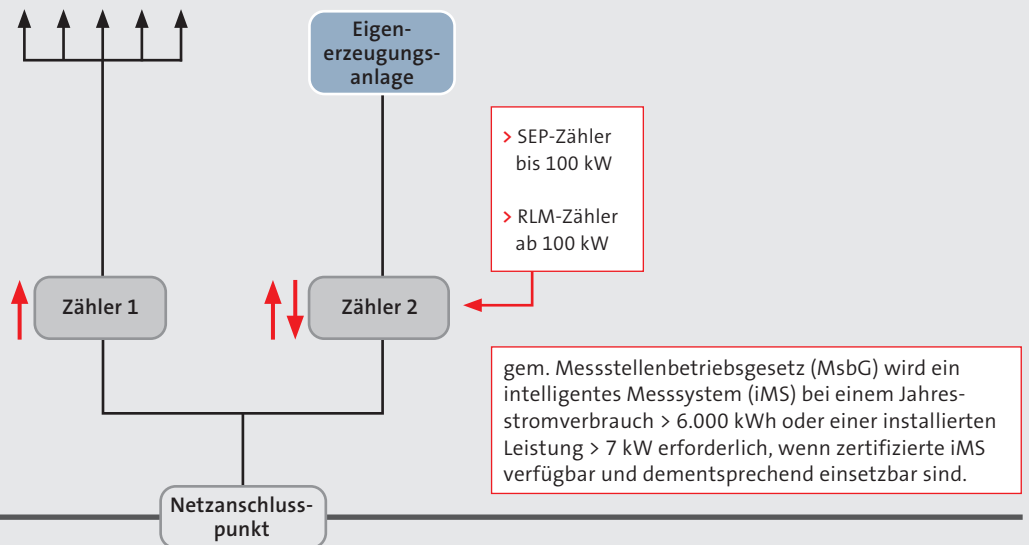 Eigen-
erzeugungs-
anlage
> SEP-Zähler
bis 100 kW
> RLM-Zähler
ab 100 kW
Zähler 1
Zähler 2
gem. Messstellenbetriebsgesetz (MsbG) wird ein
intelligentes Messsystem (iMS) bei einem Jahres-
stromverbrauch > 6.000 kWh oder einer installierten
Leistung > 7 kW erforderlich, wenn zertifizierte iMS
verfügbar und dementsprechend einsetzbar sind.
Netzanschluss-
punkt